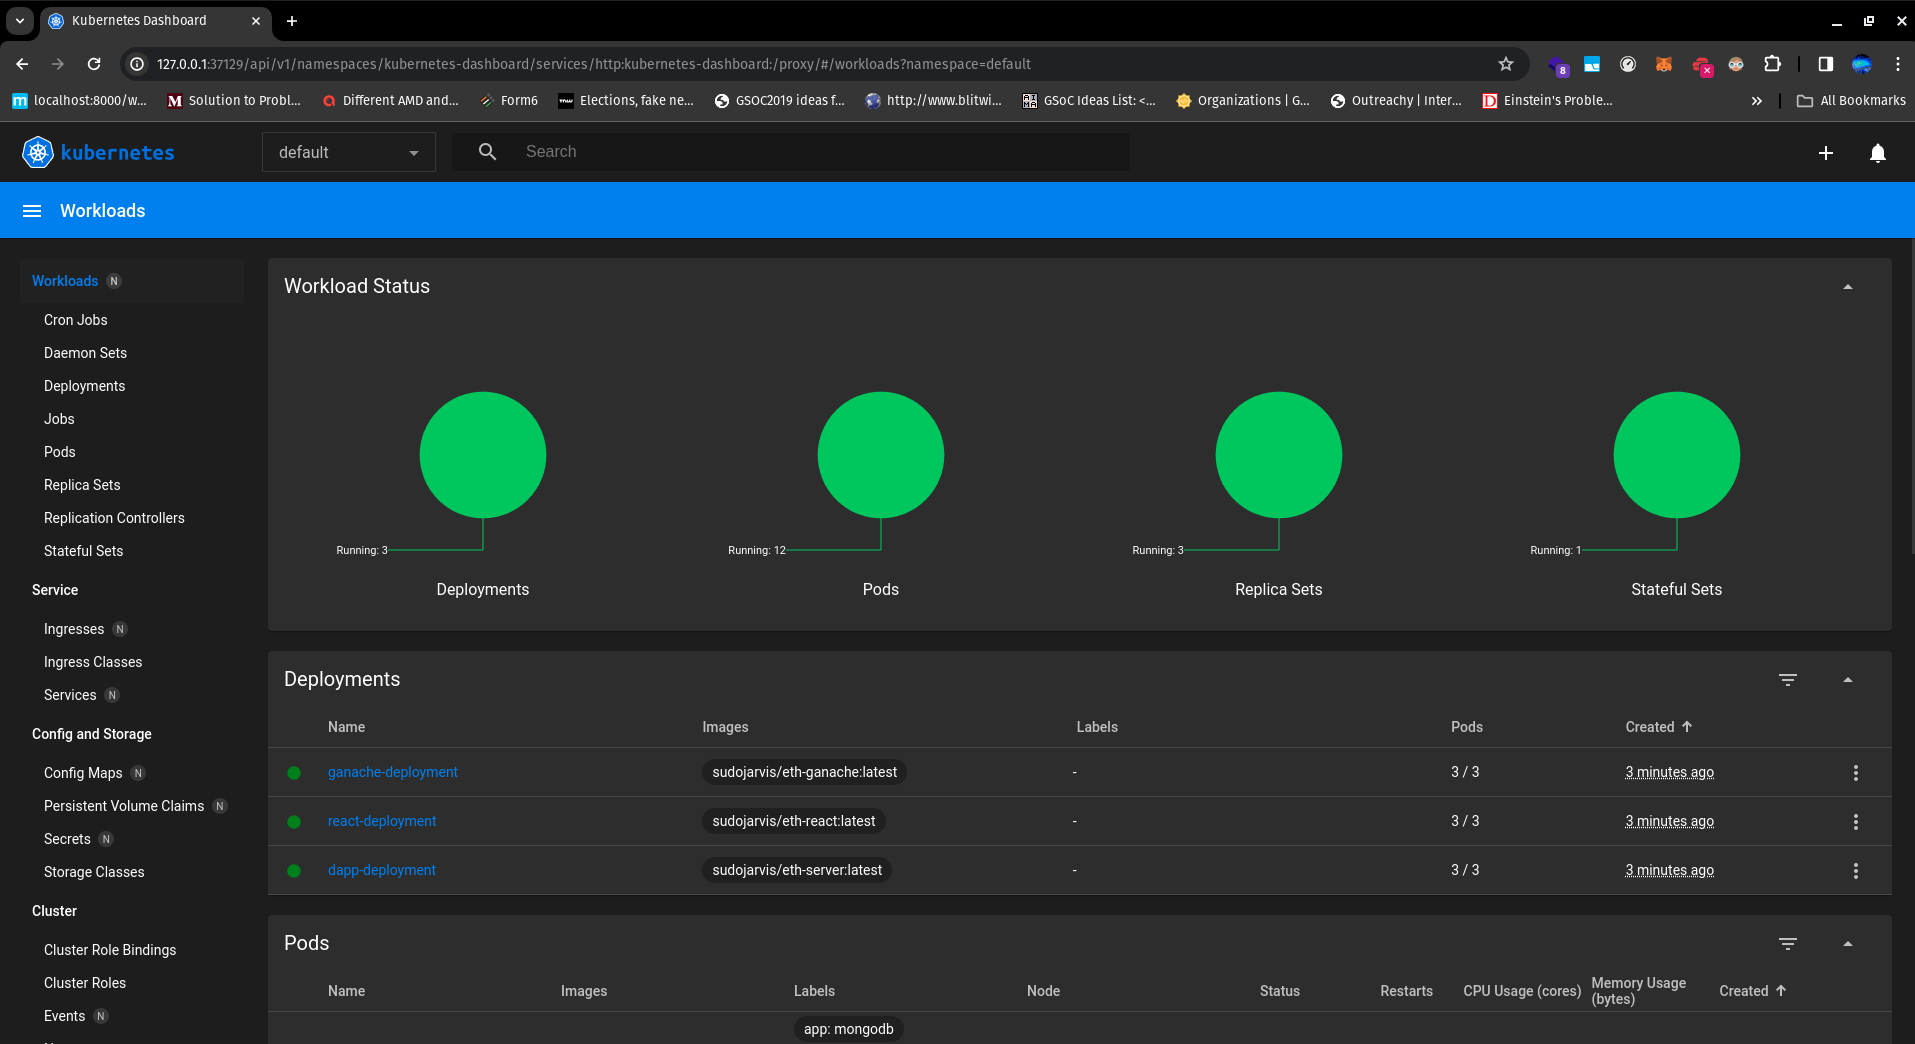 Kubernetes Dashboard
127.0.0.1:37129/api/v1/namespaces/kubernetes-dashboard/services/http:kubernetes-dashboard:/proxy/#/workloads?namespace=default
8
localhost:8000/w... Solution to Probl... Different AMD and... Form6 Elections, fake ne... GSOC2019 ideas f... http://www.blitwi... GSoC Ideas List: <... Organizations | G... Outreachy | Inter... Einstein's Proble... All Bookmarks
kubernetes default Search
Workloads
Workloads N
Cron Jobs
Daemon Sets
Deployments
Jobs
Pods
Replica Sets
Replication Controllers
Stateful Sets
Service
Ingresses N
Ingress Classes
Services N
Config and Storage
Config Maps N
Persistent Volume Claims N
Secrets N
Storage Classes
Cluster
Cluster Role Bindings
Cluster Roles
Events N
Workload Status
Running: 3 Running: 12 Running: 3 Running: 1
Deployments Pods Replica Sets Stateful Sets
Deployments
Name Images Labels Pods Created
ganache-deployment sudojarvis/eth-ganache:latest - 3 / 3 3 minutes ago
react-deployment sudojarvis/eth-react:latest - 3 / 3 3 minutes ago
dapp-deployment sudojarvis/eth-server:latest - 3 / 3 3 minutes ago
Pods
Name Images Labels Node Status Restarts CPU Usage (cores) Memory Usage (bytes) Created
app: mongodb